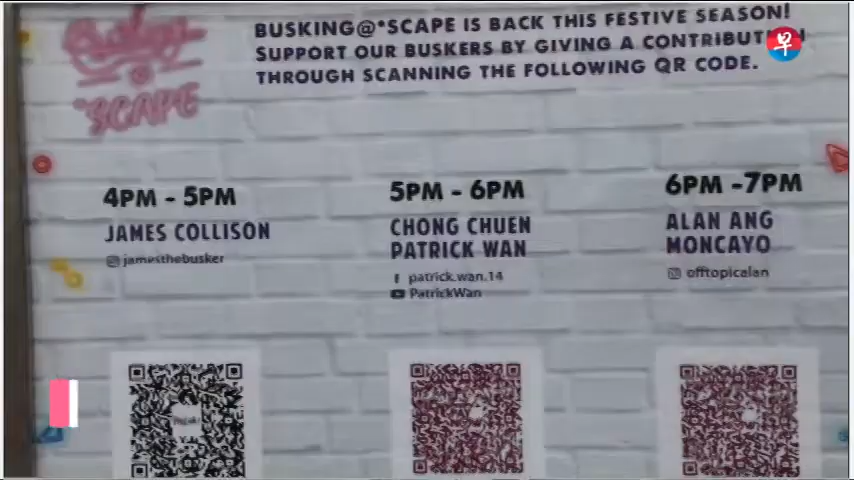 Busking
@
*SCAPE
BUSKING@*SCAPE IS BACK THIS FESTIVE SEASON!
SUPPORT OUR BUSKERS BY GIVING A CONTRIBUTION
THROUGH SCANNING THE FOLLOWING QR CODE.
4PM - 5PM
JAMES COLLISON
jamesthebusker
5PM - 6PM
CHONG CHUEN
PATRICK WAN
patrick.wan.14
PatrickWan
6PM -7PM
ALAN ANG
MONCAYO
offtopicalan